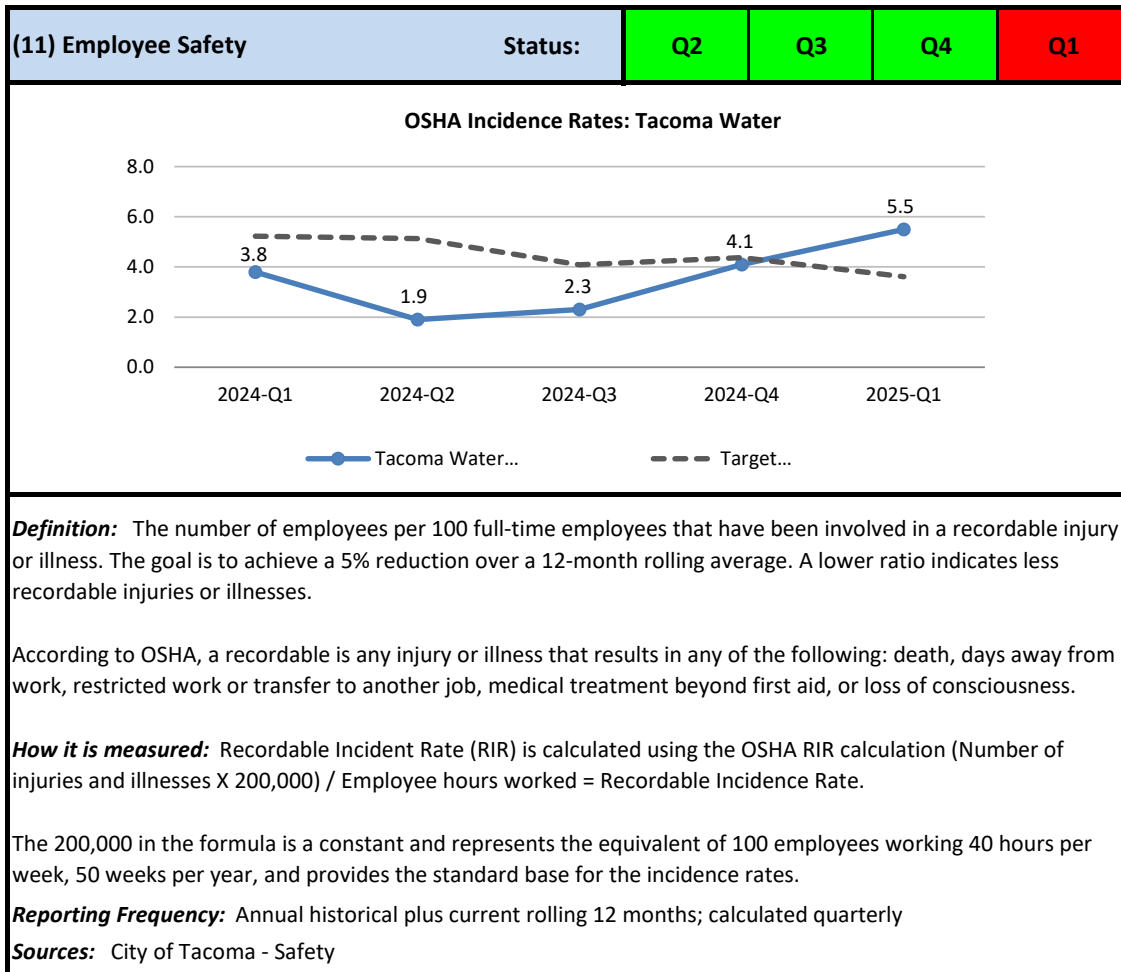 (11) Employee Safety Status: Q2 Q3 Q4 Q1
OSHA Incidence Rates: Tacoma Water
8.0
6.0
4.0
2.0
0.0
3.8
1.9
2.3
4.1
5.5
2024-Q1 2024-Q2 2024-Q3 2024-Q4 2025-Q1
Tacoma Water… Target…
Definition: The number of employees per 100 full-time employees that have been involved in a recordable injury
or illness. The goal is to achieve a 5% reduction over a 12-month rolling average. A lower ratio indicates less
recordable injuries or illnesses.
According to OSHA, a recordable is any injury or illness that results in any of the following: death, days away from
work, restricted work or transfer to another job, medical treatment beyond first aid, or loss of consciousness.
How it is measured: Recordable Incident Rate (RIR) is calculated using the OSHA RIR calculation (Number of
injuries and illnesses X 200,000) / Employee hours worked = Recordable Incidence Rate.
The 200,000 in the formula is a constant and represents the equivalent of 100 employees working 40 hours per
week, 50 weeks per year, and provides the standard base for the incidence rates.
Reporting Frequency: Annual historical plus current rolling 12 months; calculated quarterly
Sources: City of Tacoma - Safety